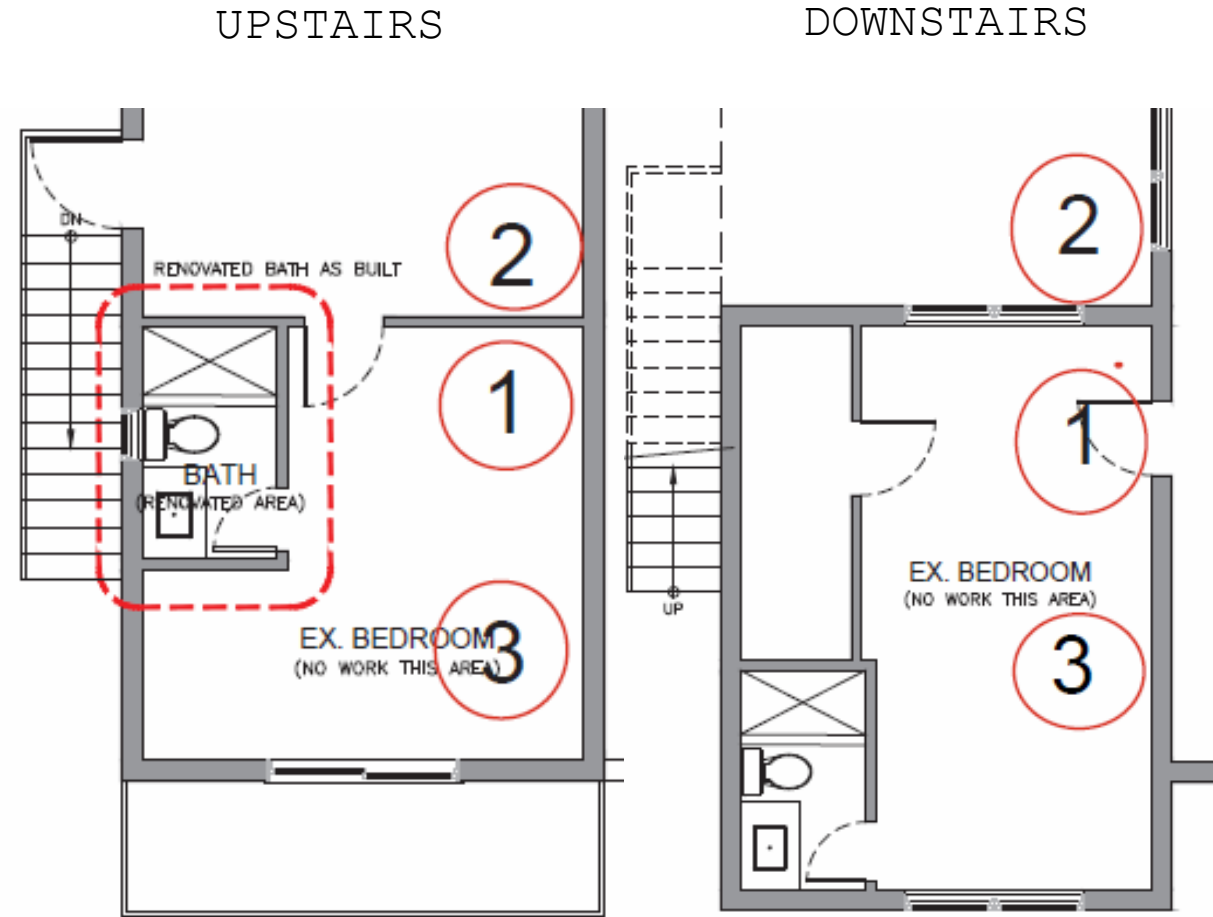 UPSTAIRS
DOWNSTAIRS
DN
2
RENOVATED BATH AS BUILT
1
BATH
(RENOVATED AREA)
EX. BEDROOM
(NO WORK THIS AREA)
3
2
1
EX. BEDROOM
(NO WORK THIS AREA)
UP
3